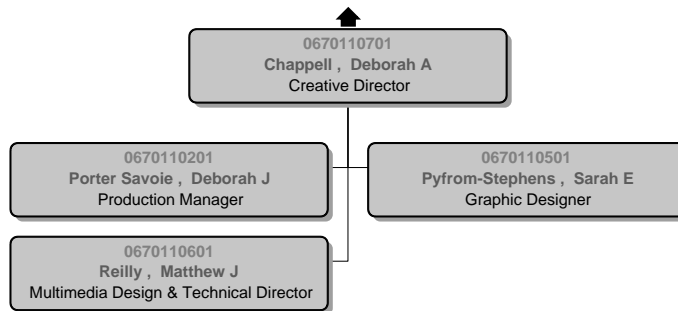 0670110701
Chappell , Deborah A
Creative Director
0670110201
Porter Savoie , Deborah J
Production Manager
0670110501
Pyfrom-Stephens , Sarah E
Graphic Designer
0670110601
Reilly , Matthew J
Multimedia Design & Technical Director